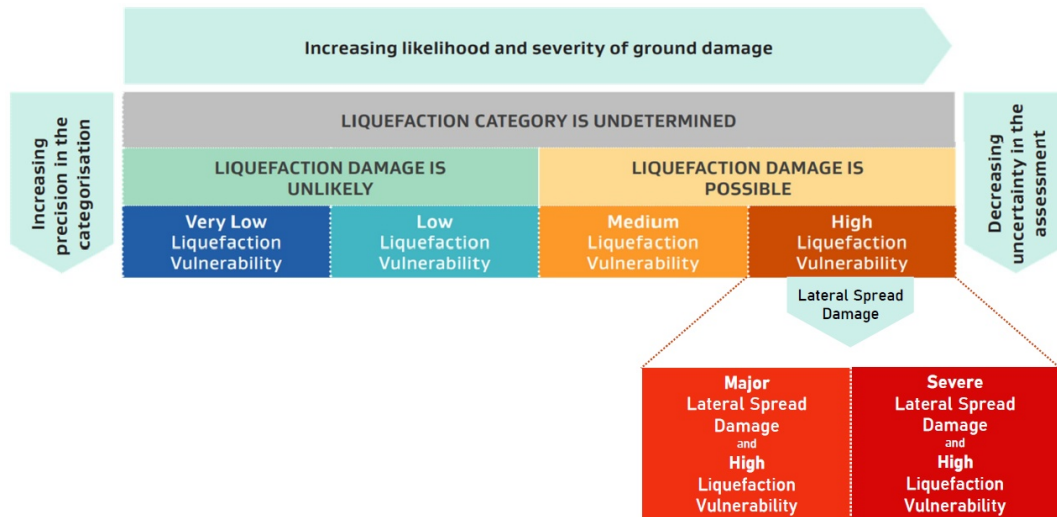 Increasing likelihood and severity of ground damage
Increasing
precision in the
categorisation
LIQUEFACTION CATEGORY IS UNDETERMINED
LIQUEFACTION DAMAGE IS
UNLIKELY
LIQUEFACTION DAMAGE IS
POSSIBLE
Very Low
Liquefaction
Vulnerability
Low
Liquefaction
Vulnerability
Medium
Liquefaction
Vulnerability
High
Liquefaction
Vulnerability
Decreasing
uncertainty in the
assessment
Lateral Spread
Damage
Major
Lateral Spread
Damage
and
High
Liquefaction
Vulnerability
Severe
Lateral Spread
Damage
and
High
Liquefaction
Vulnerability